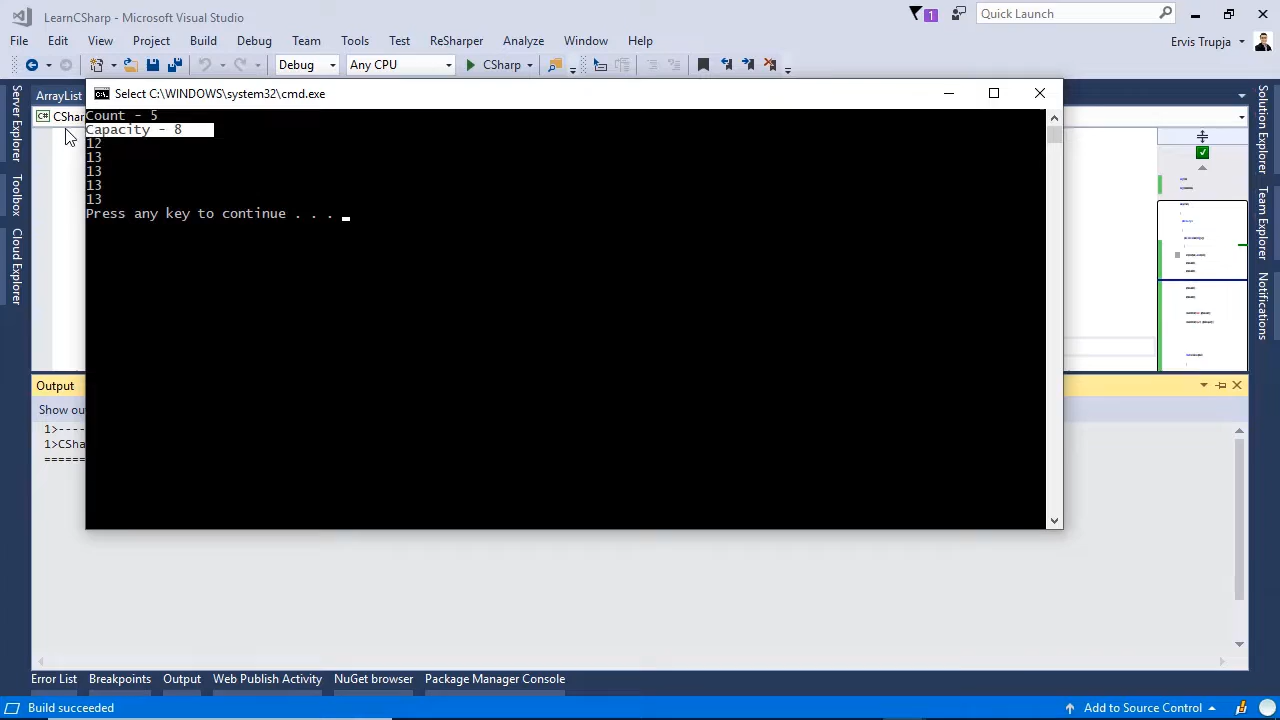 LearnCSharp - Microsoft Visual Studio
1
Quick Launch
File Edit View Project Build Debug Team Tools Test ReSharper Analyze Window Help
Ervis Trupja
Debug
Any CPU
CSharp
ArrayList
Select C:\WINDOWS\system32\cmd.exe
C#
CShar
Count - 5
Capacity - 8
12
13
13
13
13
Press any key to continue . . .
Server Explorer
Toolbox
Cloud Explorer
Solution Explorer
Team Explorer
Notifications
Output
Show ou
1>----
1>CSha
=====
Error List Breakpoints Output Web Publish Activity NuGet browser Package Manager Console
Build succeeded
Add to Source Control